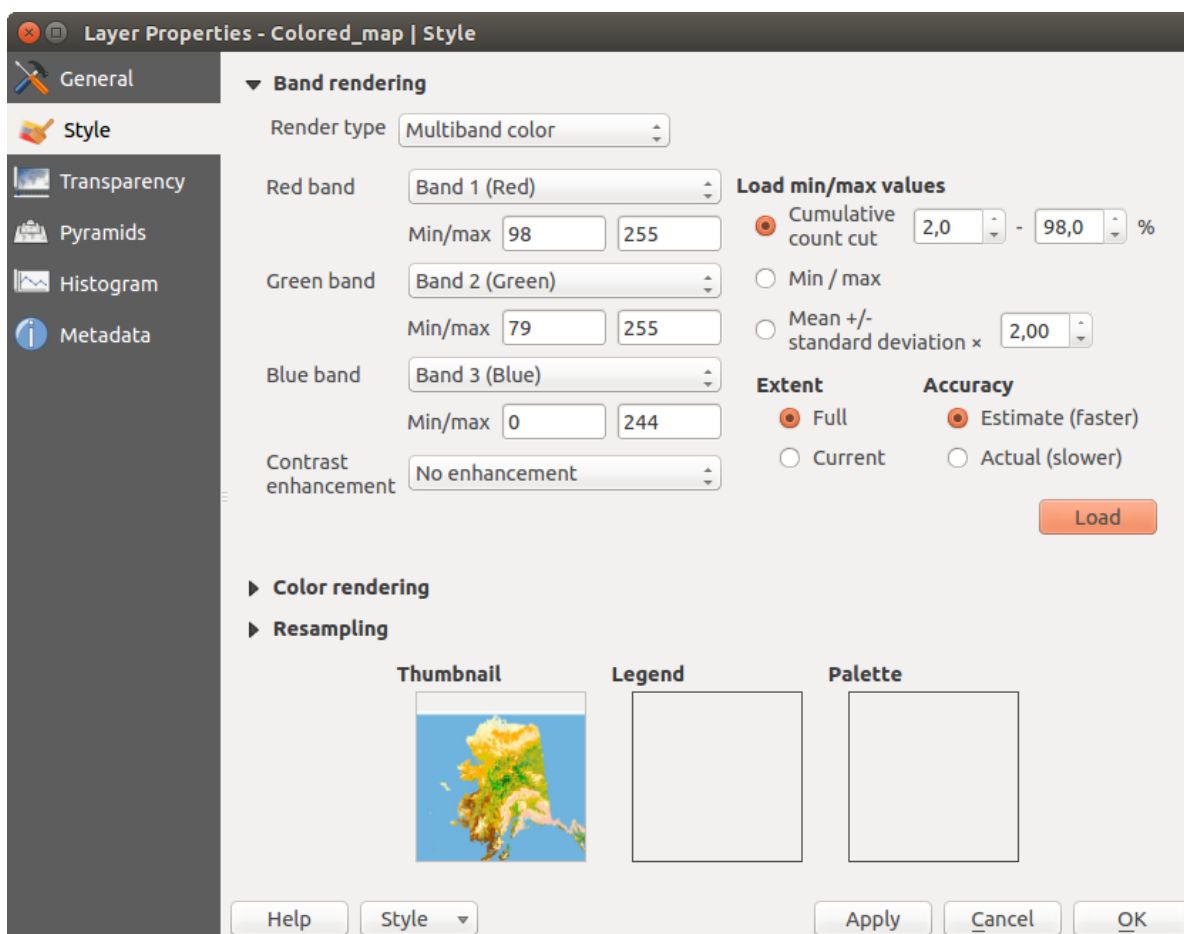 Layer Properties - Colored_map | Style
General
Style
Transparency
Pyramids
Histogram
Metadata
Band rendering
Render type Multiband color
Red band Band 1 (Red)
Min/max 98 255
Green band Band 2 (Green)
Min/max 79 255
Blue band Band 3 (Blue)
Min/max 0 244
Contrast
enhancement No enhancement
Load min/max values
Cumulative
count cut 2,0 - 98,0 %
Min / max
Mean +/-
standard deviation × 2,00
Extent Accuracy
Full Estimate (faster)
Current Actual (slower)
Load
Color rendering
Resampling
Thumbnail Legend Palette
Help Style Apply Cancel OK